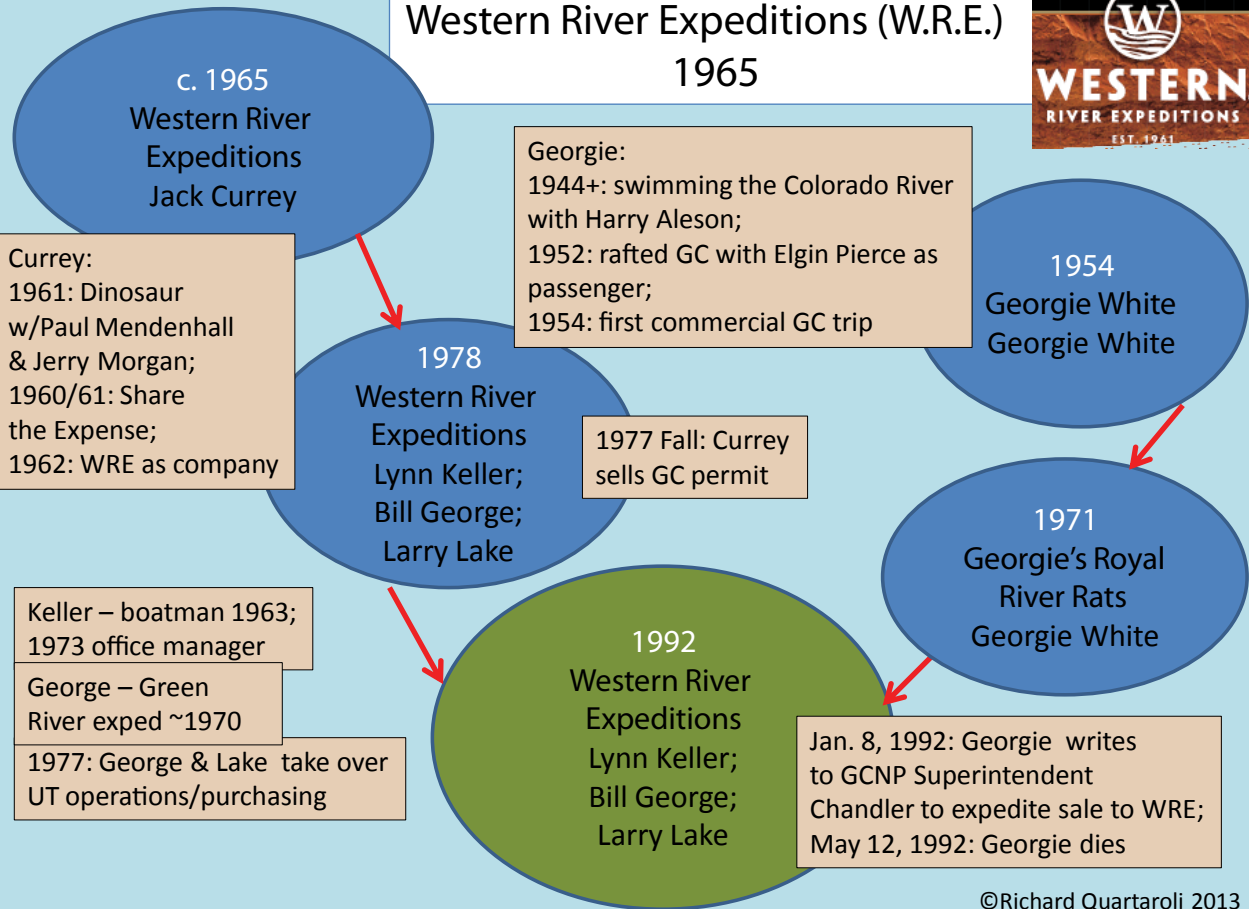 Western River Expeditions (W.R.E.)
1965
W
WESTERN
RIVER EXPEDITIONS
EST. 1961
c. 1965
Western River
Expeditions
Jack Currey
Currey:
1961: Dinosaur
w/Paul Mendenhall
& Jerry Morgan;
1960/61: Share
the Expense;
1962: WRE as company
Georgie:
1944+: swimming the Colorado River
with Harry Aleson;
1952: rafted GC with Elgin Pierce as
passenger;
1954: first commercial GC trip
1954
Georgie White
Georgie White
1978
Western River
Expeditions
Lynn Keller;
Bill George;
Larry Lake
1977 Fall: Currey
sells GC permit
1971
Georgie’s Royal
River Rats
Georgie White
Keller – boatman 1963;
1973 office manager
George – Green
River exped ~1970
1977: George & Lake take over
UT operations/purchasing
1992
Western River
Expeditions
Lynn Keller;
Bill George;
Larry Lake
Jan. 8, 1992: Georgie writes
to GCNP Superintendent
Chandler to expedite sale to WRE;
May 12, 1992: Georgie dies
©Richard Quartaroli 2013